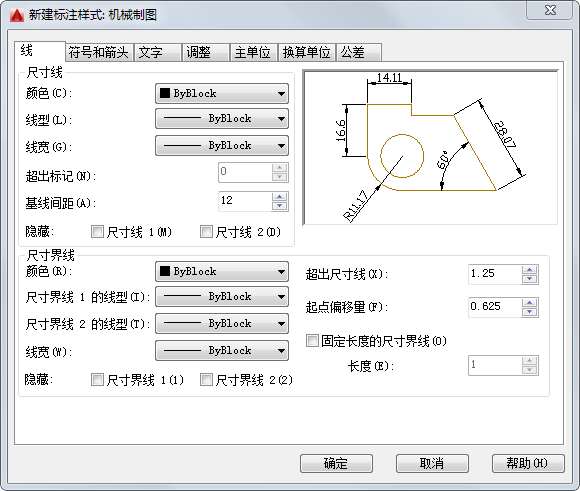 新建标注样式: 机械制图
线 符号和箭头 文字 调整 主单位 换算单位 公差
尺寸线
颜色(C): ByBlock
线型(L): ByBlock
线宽(G): ByBlock
超出标记(N): 0
基线间距(A): 12
隐藏: 尺寸线 1(M) 尺寸线 2(D)
14.11
16.6
28.07
60°
R11.17
尺寸界线
颜色(R): ByBlock
尺寸界线 1 的线型(I): ByBlock
尺寸界线 2 的线型(T): ByBlock
线宽(W): ByBlock
隐藏: 尺寸界线 1(1) 尺寸界线 2(2)
超出尺寸线(X): 1.25
起点偏移量(F): 0.625
固定长度的尺寸界线(O)
长度(E): 1
确定 取消 帮助(H)